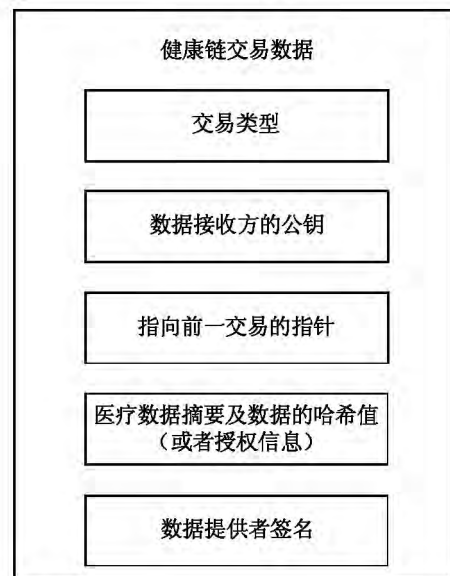 健康链交易数据
交易类型
数据接收方的公钥
指向前一交易的指针
医疗数据摘要及数据的哈希值
（或者授权信息）
数据提供者签名